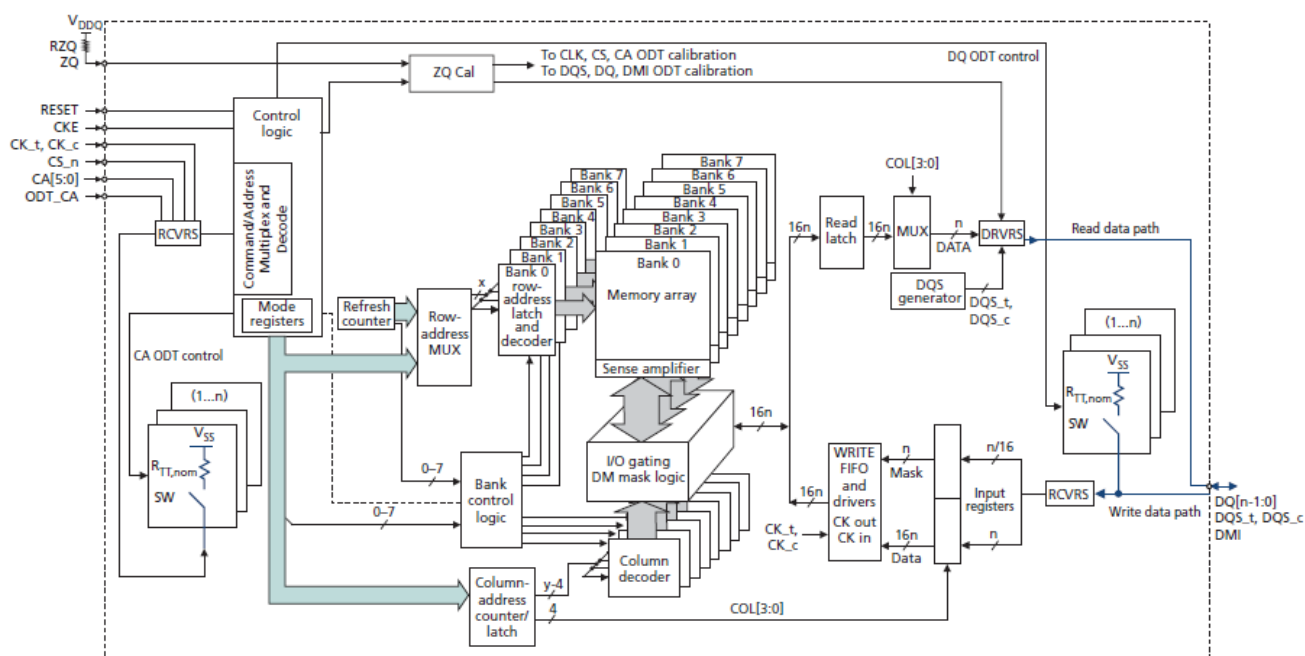 V_DDQ
RZQ
ZQ
RESET
CKE
CK_t, CK_c
CS_n
CA[5:0]
ODT_CA
RCVRS
Control
logic
Command/Address
Multiplex and
Decode
Mode
registers
ZQ Cal
To CLK, CS, CA ODT calibration
To DQS, DQ, DMI ODT calibration
DQ ODT control
CA ODT control
(1...n)
V_SS
R_TT,nom
SW
Refresh
counter
Row-
address
MUX
x
Bank 7
Bank 6
Bank 5
Bank 4
Bank 3
Bank 2
Bank 1
Bank 0
row-
address
latch
and
decoder
Bank 7
Bank 6
Bank 5
Bank 4
Bank 3
Bank 2
Bank 1
Bank 0
Memory array
Sense amplifier
I/O gating
DM mask logic
Bank
control
logic
0–7
0–7
Column
decoder
Column-
address
counter/
latch
y-4
4
COL[3:0]
16n
16n
Read
latch
16n
COL[3:0]
MUX
n
DATA
DRVRS
Read data path
DQS
generator
DQS_t,
DQS_c
(1...n)
V_SS
R_TT,nom
SW
16n
CK_t,
CK_c
WRITE
FIFO
and
drivers
CK out
CK in
n
Mask
16n
Data
n/16
Input
registers
n
RCVRS
Write data path
DQ[n-1:0]
DQS_t, DQS_c
DMI